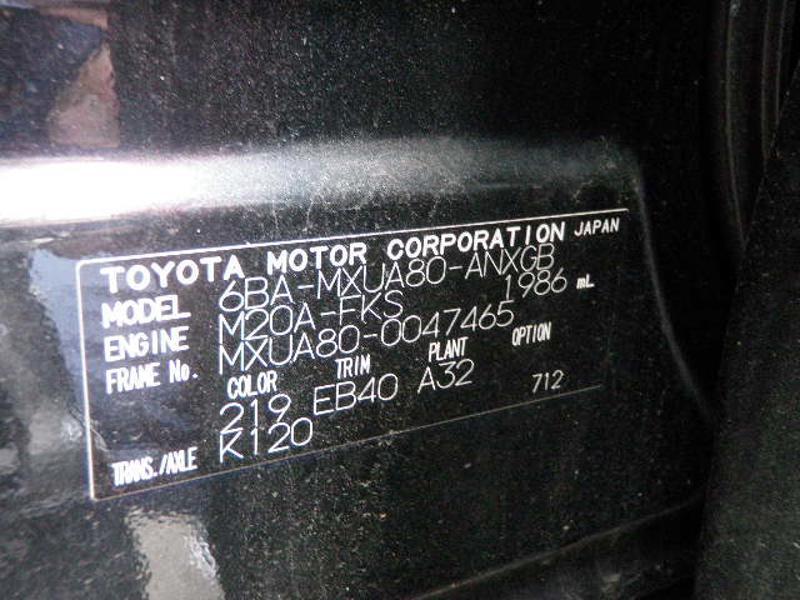 TOYOTA MOTOR CORPORATION JAPAN
MODEL 6BA-MXUA80-ANXGB
ENGINE M20A-FKS 1986 mL
FRAME No. MXUA80-0047465
COLOR TRIM PLANT OPTION
219 EB40 A32 712
TRANS./AXLE K120